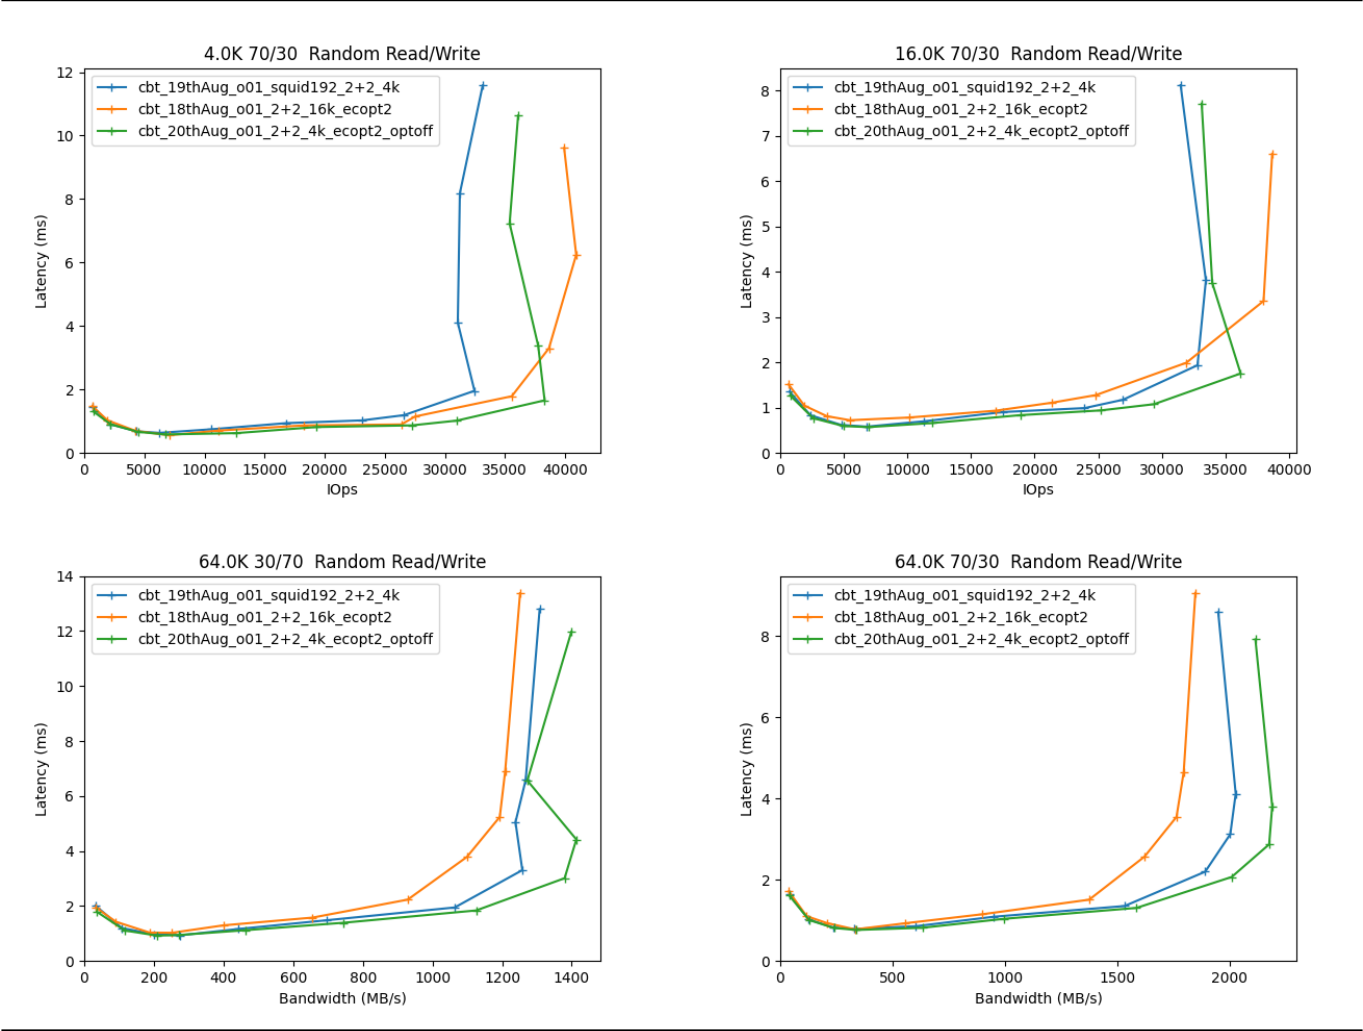 4.0K 70/30 Random Read/Write
12
10
8
6
4
2
0
Latency (ms)
cbt_19thAug_o01_squid192_2+2_4k
cbt_18thAug_o01_2+2_16k_ecopt2
cbt_20thAug_o01_2+2_4k_ecopt2_optoff
0 5000 10000 15000 20000 25000 30000 35000 40000
IOps
16.0K 70/30 Random Read/Write
8
7
6
5
4
3
2
1
0
Latency (ms)
cbt_19thAug_o01_squid192_2+2_4k
cbt_18thAug_o01_2+2_16k_ecopt2
cbt_20thAug_o01_2+2_4k_ecopt2_optoff
0 5000 10000 15000 20000 25000 30000 35000 40000
IOps
64.0K 30/70 Random Read/Write
14
12
10
8
6
4
2
0
Latency (ms)
cbt_19thAug_o01_squid192_2+2_4k
cbt_18thAug_o01_2+2_16k_ecopt2
cbt_20thAug_o01_2+2_4k_ecopt2_optoff
0 200 400 600 800 1000 1200 1400
Bandwidth (MB/s)
64.0K 70/30 Random Read/Write
8
6
4
2
0
Latency (ms)
cbt_19thAug_o01_squid192_2+2_4k
cbt_18thAug_o01_2+2_16k_ecopt2
cbt_20thAug_o01_2+2_4k_ecopt2_optoff
0 500 1000 1500 2000
Bandwidth (MB/s)